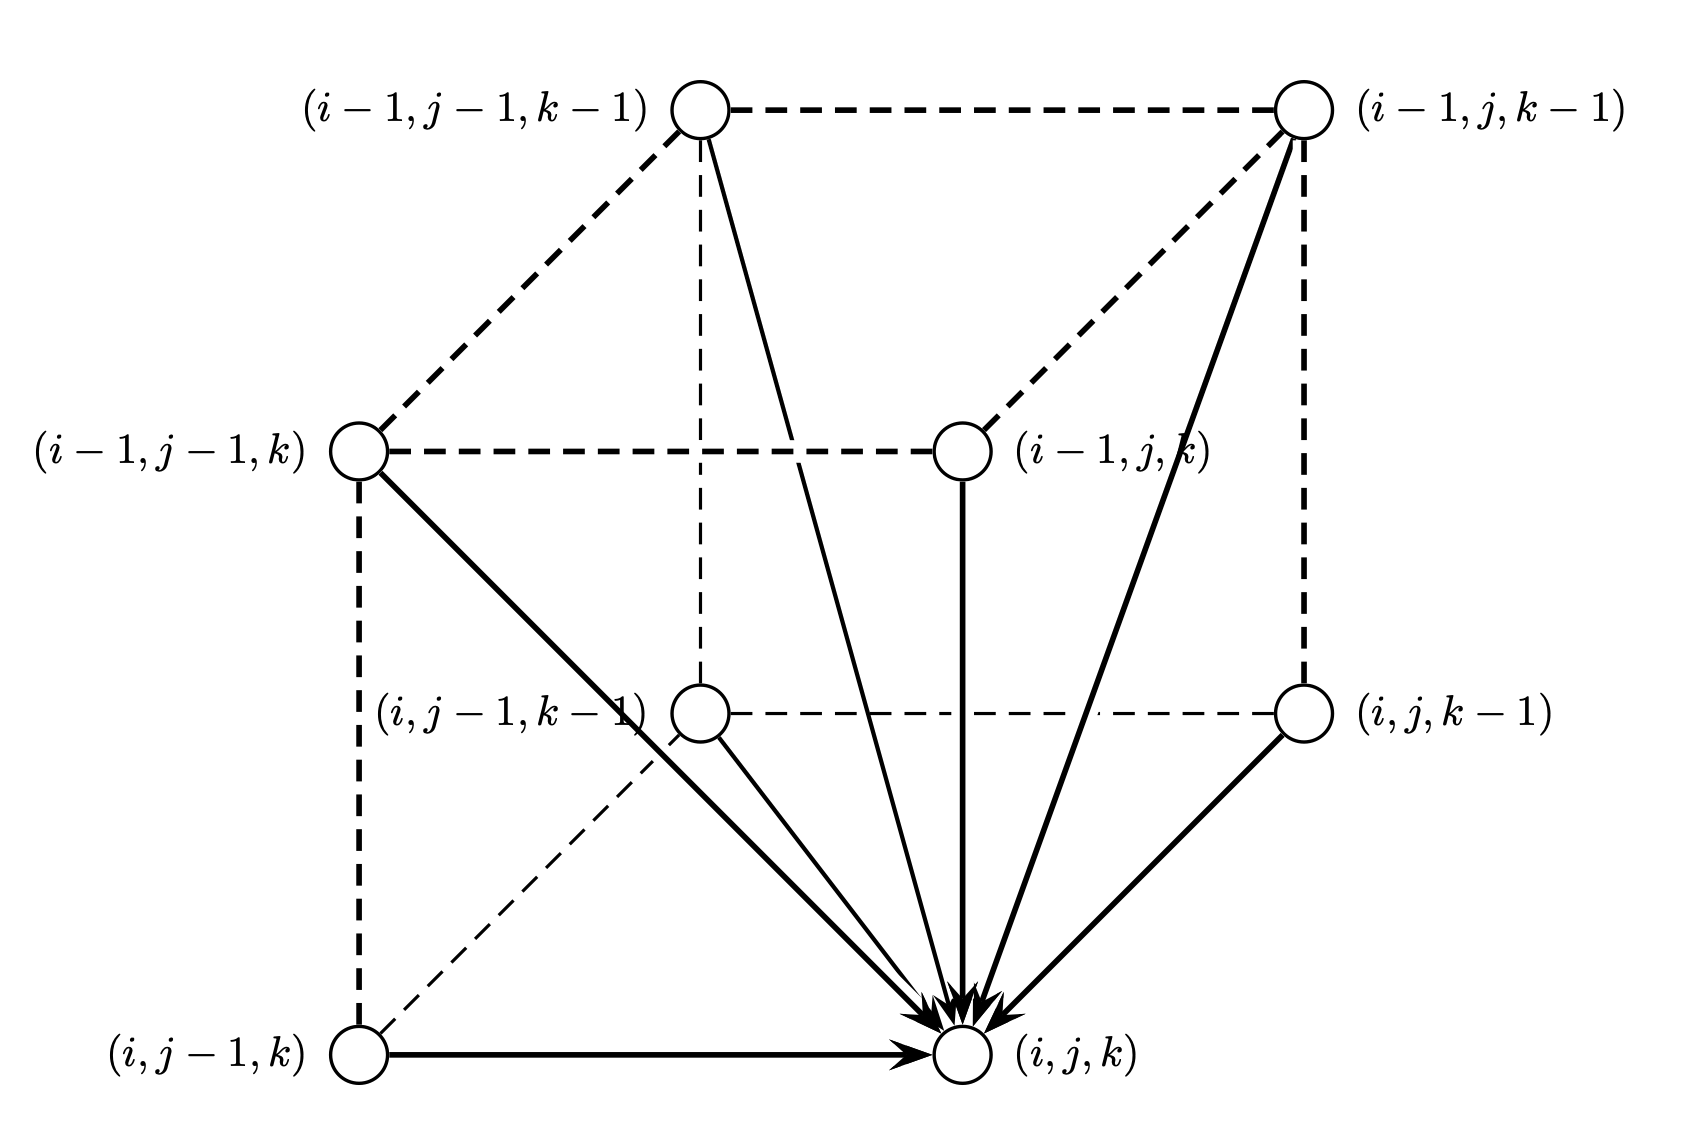 (i − 1, j − 1, k − 1)
(i − 1, j, k − 1)
(i − 1, j − 1, k)
(i − 1, j, k)
(i, j − 1, k − 1)
(i, j, k − 1)
(i, j − 1, k)
(i, j, k)